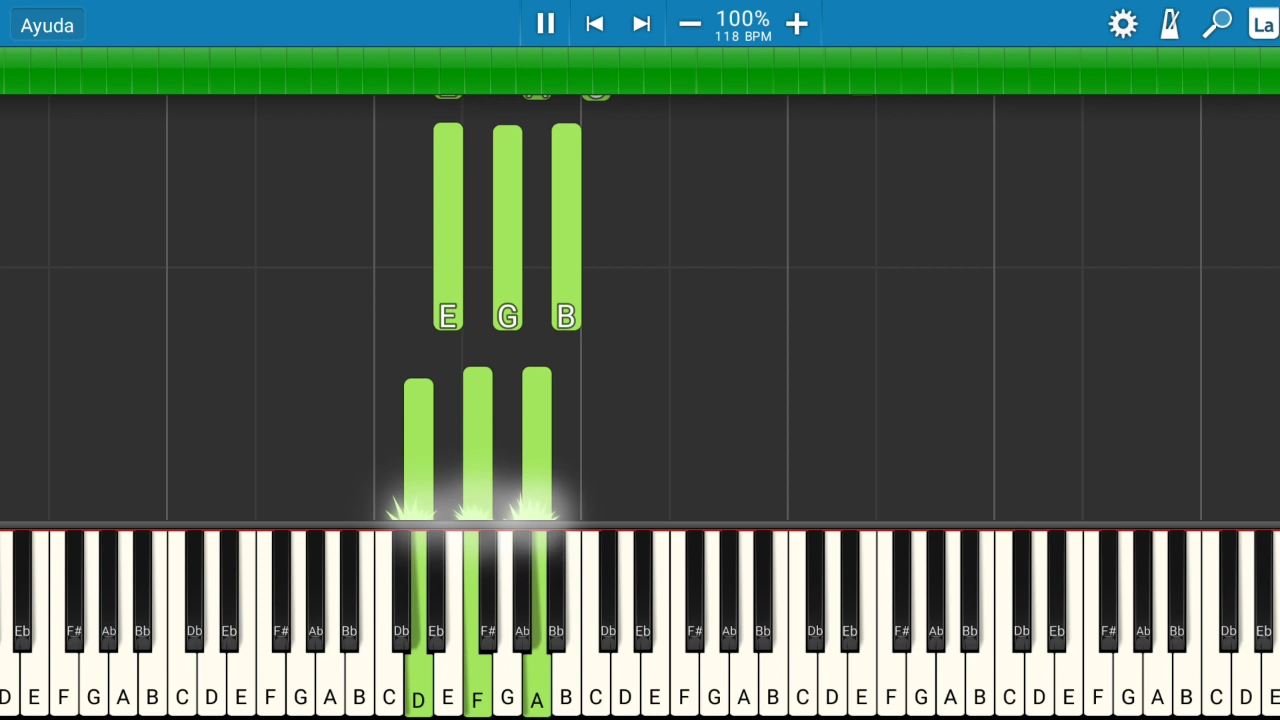 Ayuda
100%
118 BPM
La
E G B
Eb F# Ab Bb Db Eb F# Ab Bb Db Eb F# Ab Bb Db Eb F# Ab Bb Db Eb F# Ab Bb Db Eb F# Ab Bb Db Eb
D E F G A B C D E F G A B C D E F G A B C D E F G A B C D E F G A B C D E F G A B C D E